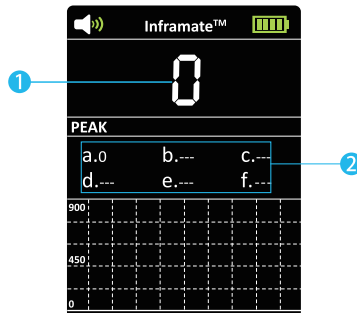 Inframate™
1
0
PEAK
a.0 b.--- c.---
2
d.--- e.--- f.---
900
450
0